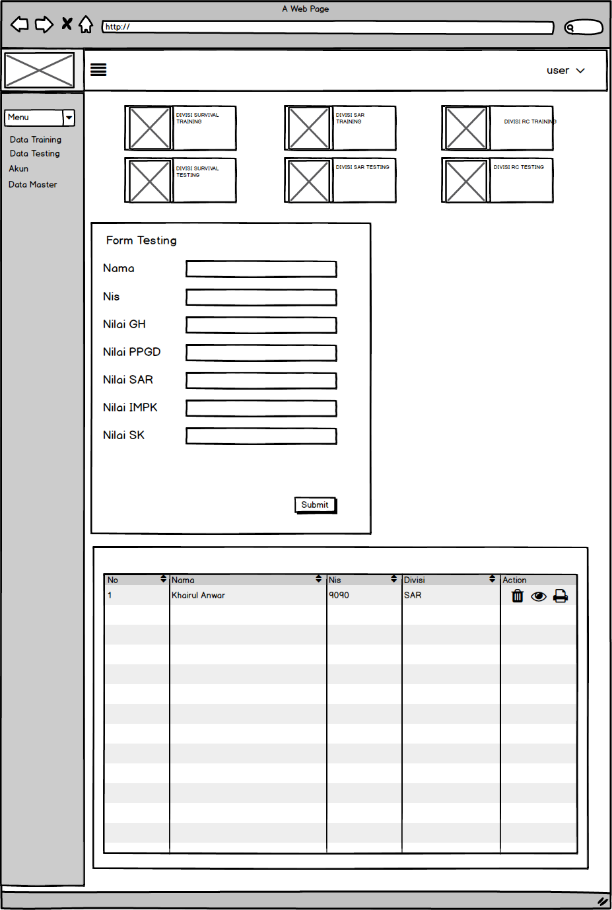 A Web Page
http://
user
Menu
Data Training
Data Testing
Akun
Data Master
DIVISI SURVIVAL
TRAINING
DIVISI SAR
TRAINING
DIVISI RC TRAINING
DIVISI SURVIVAL
TESTING
DIVISI SAR TESTING
DIVISI RC TESTING
Form Testing
Nama
Nis
Nilai GH
Nilai PPGD
Nilai SAR
Nilai IMPK
Nilai SK
Submit
No Nama Nis Divisi Action
1 Khairul Anwar 9090 SAR